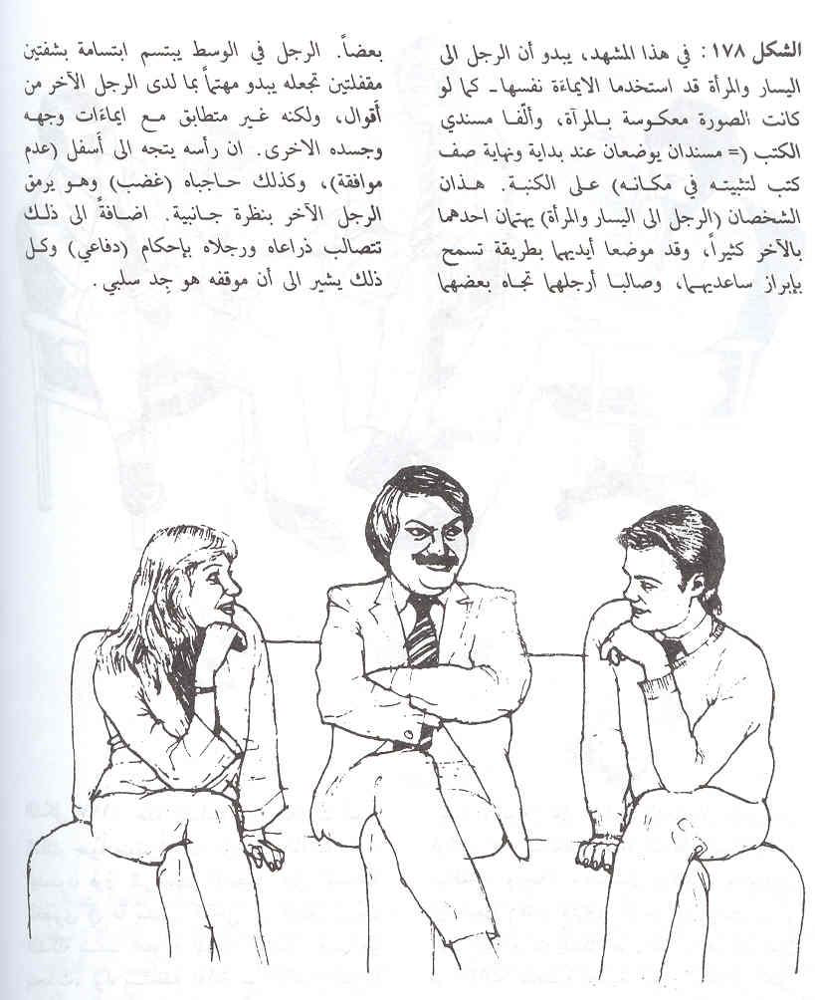 الشكل ١٧٨ : في هذا المشهد، يبدو أن الرجل الى
اليسار والمرأة قد استخدما الايماءة نفسها ـ كما لو
كانت الصورة معكوسة بالمرآة، وألّفا مسندي
الكتب (= مسندان يوضعان عند بداية ونهاية صف
كتب لتثبيته في مكانه) على الكنبة. هذان
الشخصان (الرجل الى اليسار والمرأة) يهتمان احدهما
بالآخر كثيراً، وقد موضعا أيديهما بطريقة تسمح
بإبراز ساعديهما، وصالبا أرجلهما تجاه بعضهما
بعضاً. الرجل في الوسط يبتسم ابتسامة بشفتين
مقفلتين تجعله يبدو مهتماً بما لدى الرجل الآخر من
أقوال، ولكنه غير متطابق مع ايماءَات وجهه
وجسده الاخرى. ان رأسه يتجه الى أسفل (عدم
موافقة)، وكذلك حاجباه (غضب) وهو يرمق
الرجل الآخر بنظرة جانبية. اضافةً الى ذلك
تتصالب ذراعاه ورجلاه بإحكام (دفاعي) وكل
ذلك يشير الى أن موقفه هو جِد سلبي.